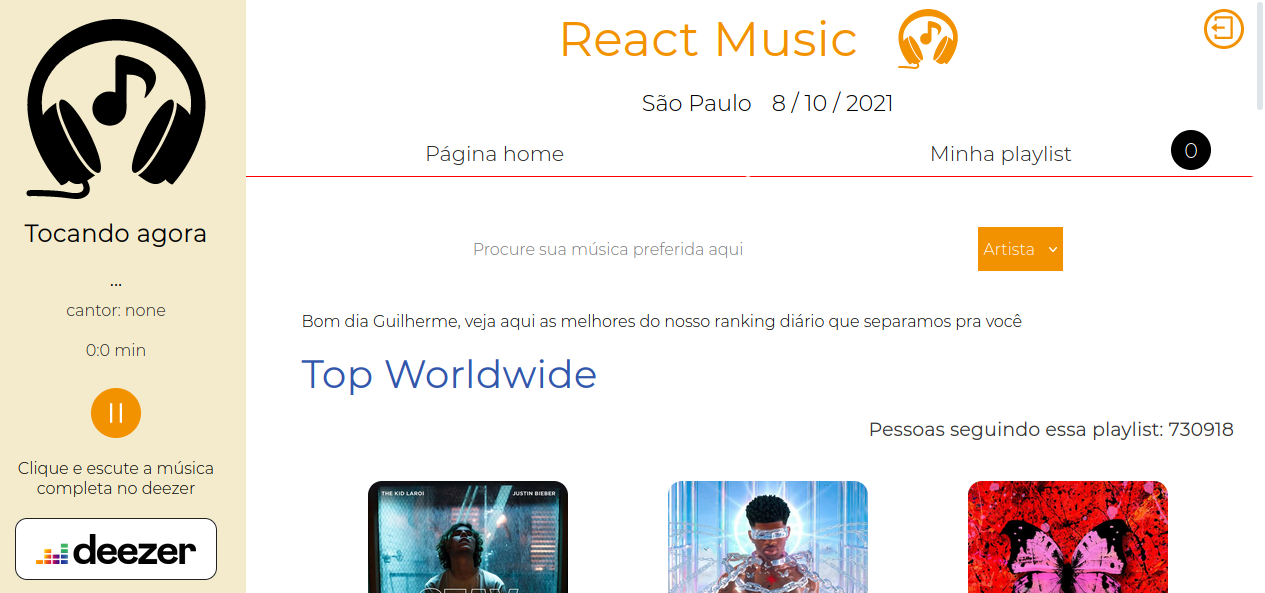 React Music
São Paulo 8 / 10 / 2021
Página home
Minha playlist
0
Tocando agora
...
cantor: none
0:0 min
Clique e escute a música
completa no deezer
deezer
Procure sua música preferida aqui
Artista
Bom dia Guilherme, veja aqui as melhores do nosso ranking diário que separamos pra você
Top Worldwide
Pessoas seguindo essa playlist: 730918
THE KID LAROI
JUSTIN BIEBER
STAY